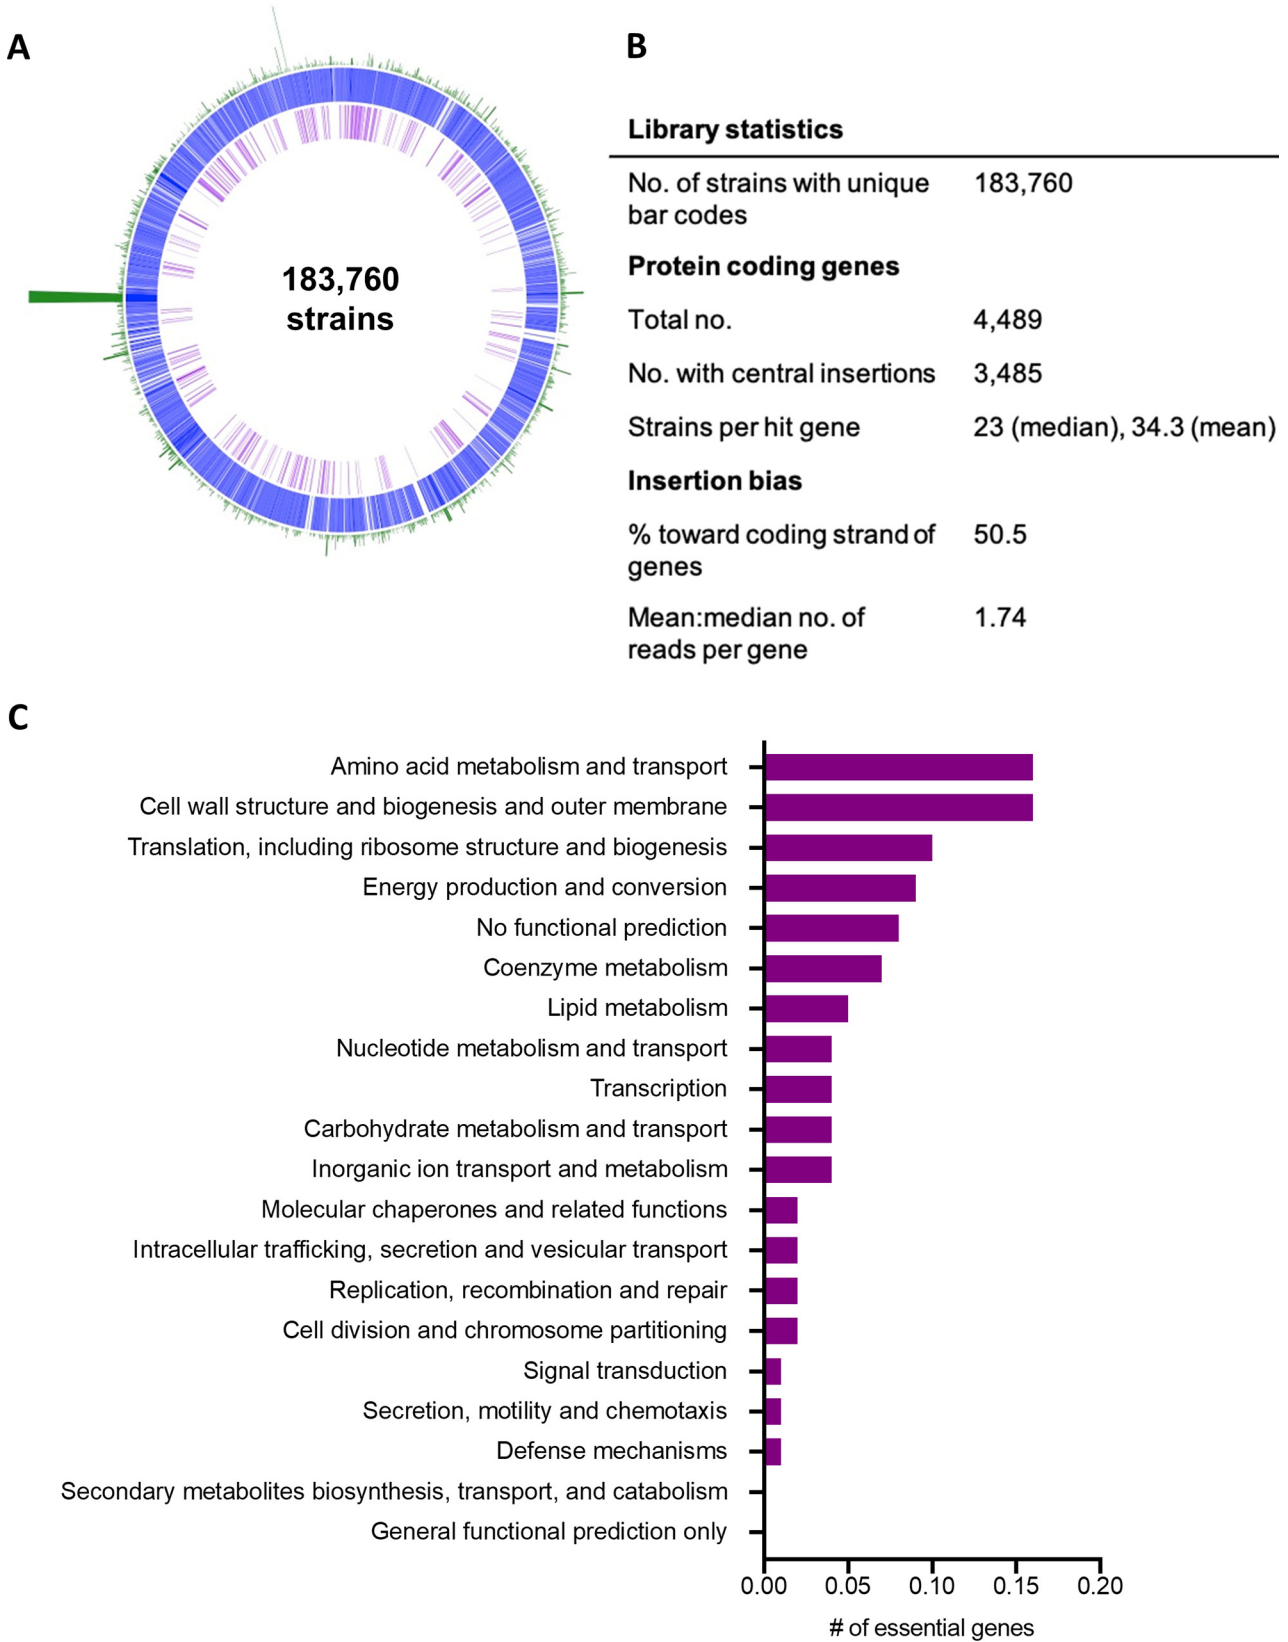 A
183,760
strains
B
Library statistics
No. of strains with unique 183,760
bar codes
Protein coding genes
Total no. 4,489
No. with central insertions 3,485
Strains per hit gene 23 (median), 34.3 (mean)
Insertion bias
% toward coding strand of 50.5
genes
Mean:median no. of 1.74
reads per gene
C
Amino acid metabolism and transport
Cell wall structure and biogenesis and outer membrane
Translation, including ribosome structure and biogenesis
Energy production and conversion
No functional prediction
Coenzyme metabolism
Lipid metabolism
Nucleotide metabolism and transport
Transcription
Carbohydrate metabolism and transport
Inorganic ion transport and metabolism
Molecular chaperones and related functions
Intracellular trafficking, secretion and vesicular transport
Replication, recombination and repair
Cell division and chromosome partitioning
Signal transduction
Secretion, motility and chemotaxis
Defense mechanisms
Secondary metabolites biosynthesis, transport, and catabolism
General functional prediction only
0.00 0.05 0.10 0.15 0.20
# of essential genes